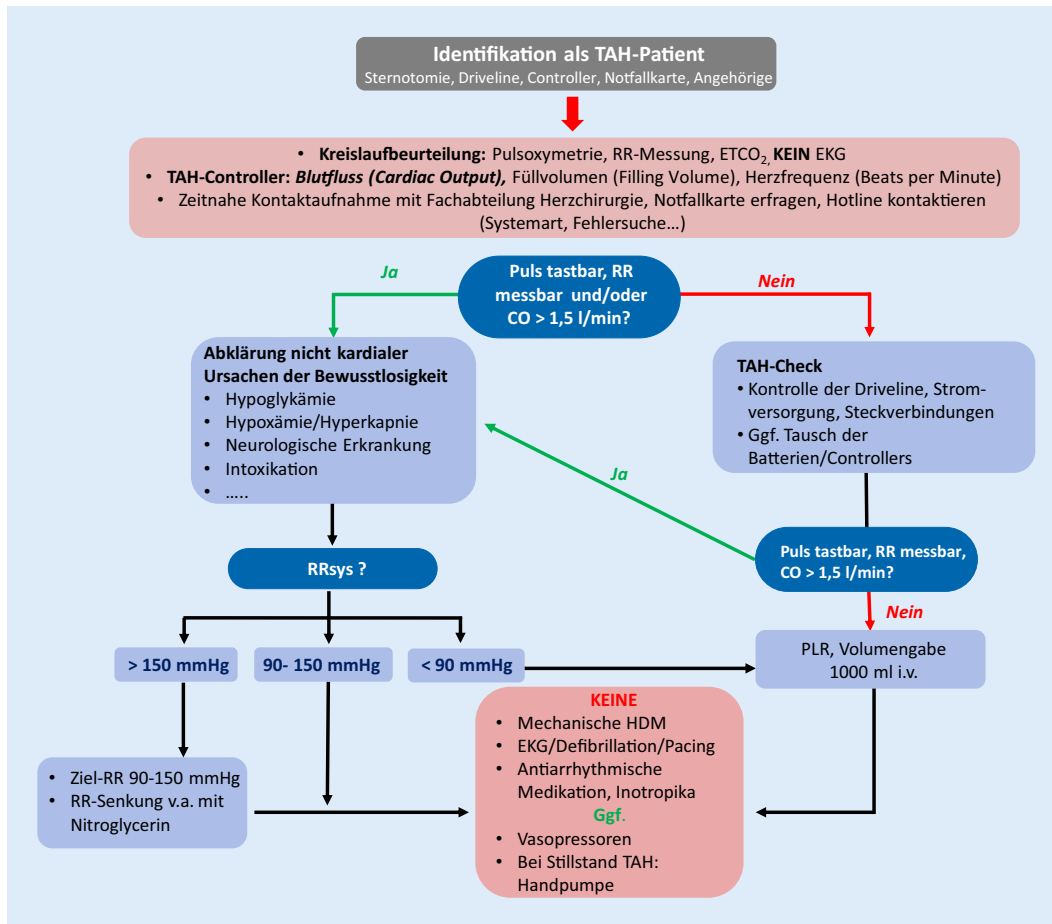 Identifikation als TAH-Patient
Sternotomie, Driveline, Controller, Notfallkarte, Angehörige
• Kreislaufbeurteilung: Pulsoxymetrie, RR-Messung, ETCO₂, KEIN EKG
• TAH-Controller: Blutfluss (Cardiac Output), Füllvolumen (Filling Volume), Herzfrequenz (Beats per Minute)
• Zeitnahe Kontaktaufnahme mit Fachabteilung Herzchirurgie, Notfallkarte erfragen, Hotline kontaktieren
(Systemart, Fehlersuche...)
Puls tastbar, RR
messbar und/oder
CO > 1,5 l/min?
Ja
Nein
Abklärung nicht kardialer
Ursachen der Bewusstlosigkeit
• Hypoglykämie
• Hypoxämie/Hyperkapnie
• Neurologische Erkrankung
• Intoxikation
• .....
TAH-Check
• Kontrolle der Driveline, Strom-
versorgung, Steckverbindungen
• Ggf. Tausch der
Batterien/Controllers
Ja
Puls tastbar, RR messbar,
CO > 1,5 l/min?
Nein
RRsys ?
> 150 mmHg
90- 150 mmHg
< 90 mmHg
PLR, Volumengabe
1000 ml i.v.
• Ziel-RR 90-150 mmHg
• RR-Senkung v.a. mit
Nitroglycerin
KEINE
• Mechanische HDM
• EKG/Defibrillation/Pacing
• Antiarrhythmische
Medikation, Inotropika
Ggf.
• Vasopressoren
• Bei Stillstand TAH:
Handpumpe